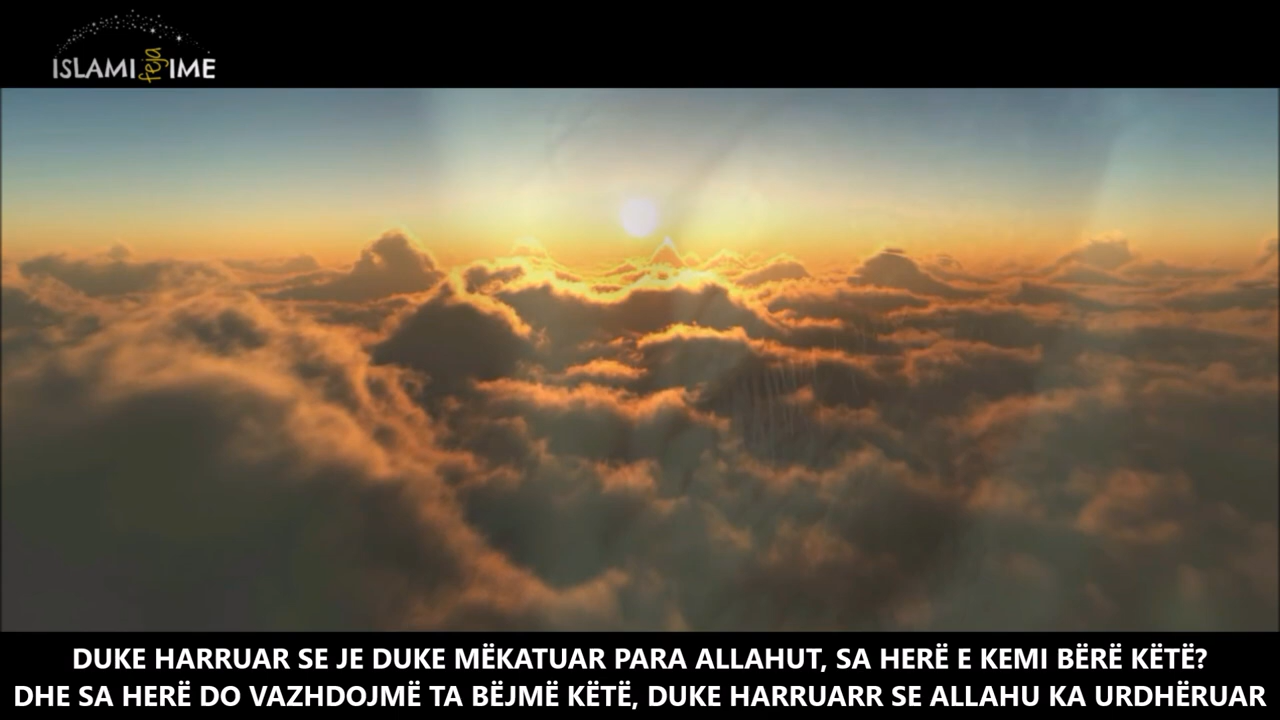 ISLAMI feja IME
DUKE HARRUAR SE JE DUKE MËKATUAR PARA ALLAHUT, SA HERË E KEMI BËRË KËTË?
DHE SA HERË DO VAZHDOJMË TA BËJMË KËTË, DUKE HARRUARR SE ALLAHU KA URDHËRUAR